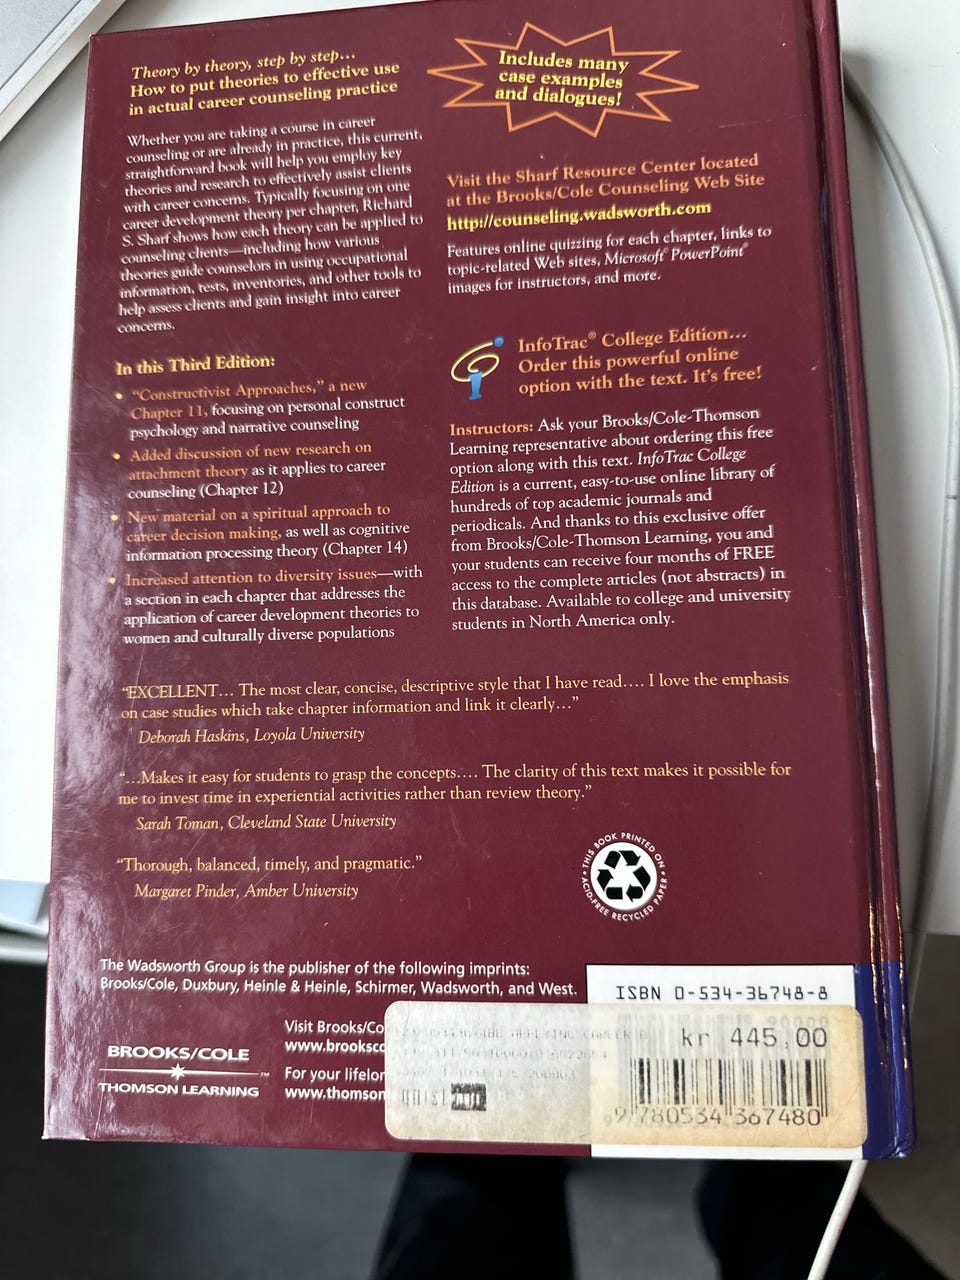 Theory by theory, step by step...
How to put theories to effective use
in actual career counseling practice
Whether you are taking a course in career
counseling or are already in practice, this current,
straightforward book will help you employ key
theories and research to effectively assist clients
with career concerns. Typically focusing on one
career development theory per chapter, Richard
S. Sharf shows how each theory can be applied to
counseling clients—including how various
theories guide counselors in using occupational
information, tests, inventories, and other tools to
help assess clients and gain insight into career
concerns.
In this Third Edition:
• “Constructivist Approaches,” a new
Chapter 11, focusing on personal construct
psychology and narrative counseling
• Added discussion of new research on
attachment theory as it applies to career
counseling (Chapter 12)
• New material on a spiritual approach to
career decision making, as well as cognitive
information processing theory (Chapter 14)
• Increased attention to diversity issues—with
a section in each chapter that addresses the
application of career development theories to
women and culturally diverse populations
Includes many
case examples
and dialogues!
Visit the Sharf Resource Center located
at the Brooks/Cole Counseling Web Site
http://counseling.wadsworth.com
Features online quizzing for each chapter, links to
topic-related Web sites, Microsoft® PowerPoint®
images for instructors, and more.
InfoTrac® College Edition...
Order this powerful online
option with the text. It's free!
Instructors: Ask your Brooks/Cole-Thomson
Learning representative about ordering this free
option along with this text. InfoTrac College
Edition is a current, easy-to-use online library of
hundreds of top academic journals and
periodicals. And thanks to this exclusive offer
from Brooks/Cole-Thomson Learning, you and
your students can receive four months of FREE
access to the complete articles (not abstracts) in
this database. Available to college and university
students in North America only.
“EXCELLENT... The most clear, concise, descriptive style that I have read.... I love the emphasis
on case studies which take chapter information and link it clearly...”
Deborah Haskins, Loyola University
“...Makes it easy for students to grasp the concepts.... The clarity of this text makes it possible for
me to invest time in experiential activities rather than review theory.”
Sarah Toman, Cleveland State University
“Thorough, balanced, timely, and pragmatic.”
Margaret Pinder, Amber University
THIS BOOK PRINTED ON
• ACID-FREE RECYCLED PAPER •
The Wadsworth Group is the publisher of the following imprints:
Brooks/Cole, Duxbury, Heinle & Heinle, Schirmer, Wadsworth, and West.
BROOKS/COLE
THOMSON LEARNING™
Visit Brooks/Co
www.brooksco
For your lifelon
www.thomson
ISBN 0-534-36748-8
kr 445,00
9 780534 367480